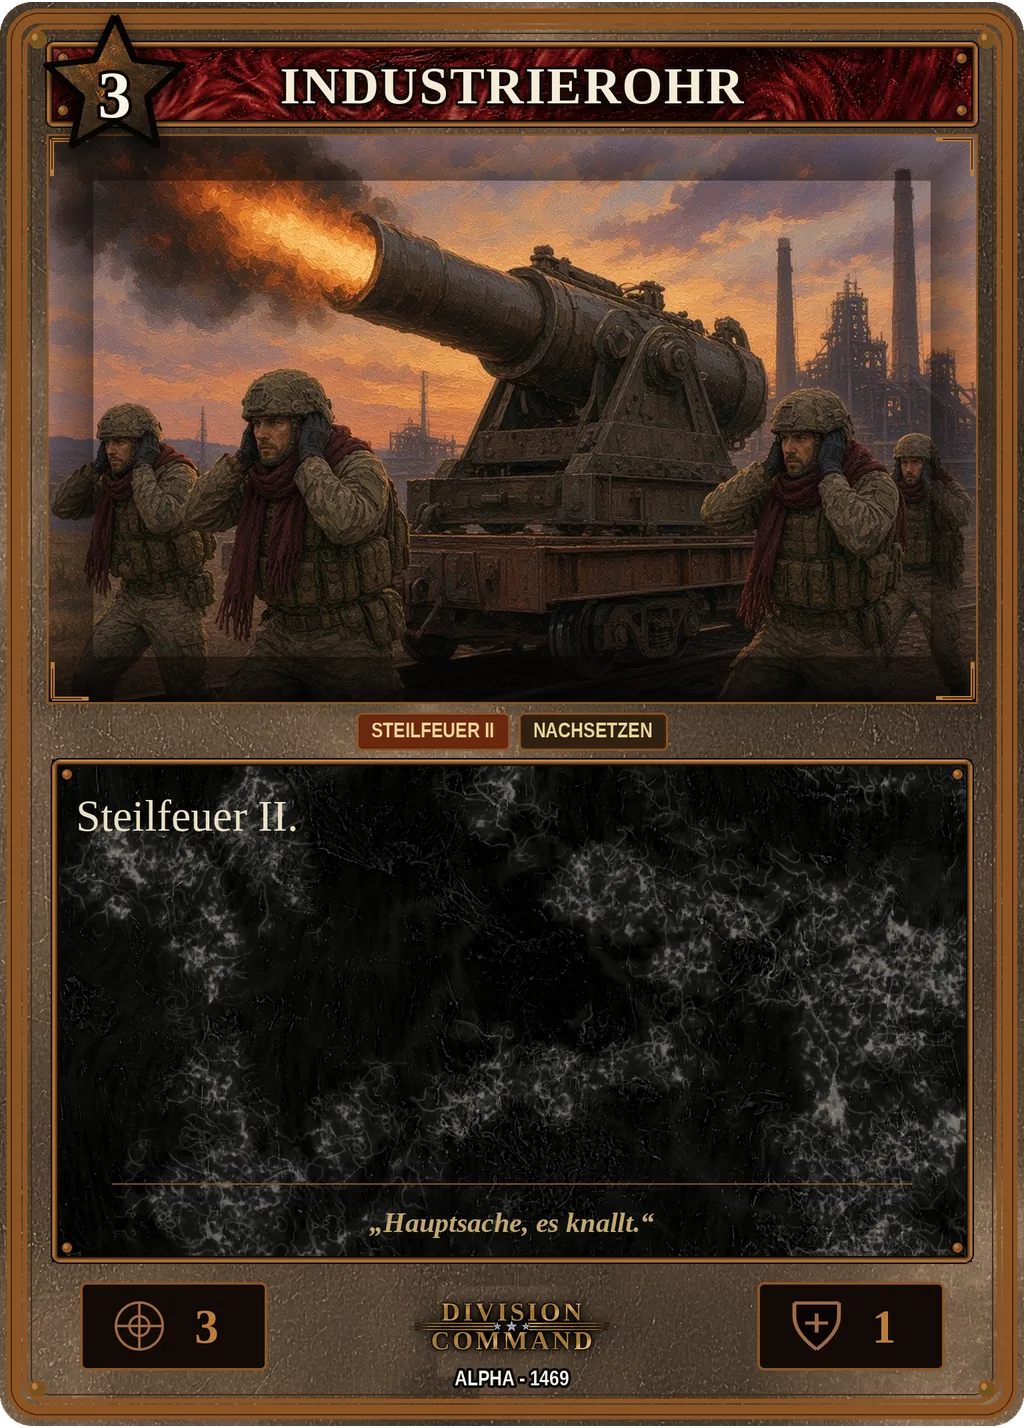 3
INDUSTRIEROHR
STEILFEUER II
NACHSETZEN
Steilfeuer II.
„Hauptsache, es knallt.“
3
DIVISION
COMMAND
1
ALPHA - 1469